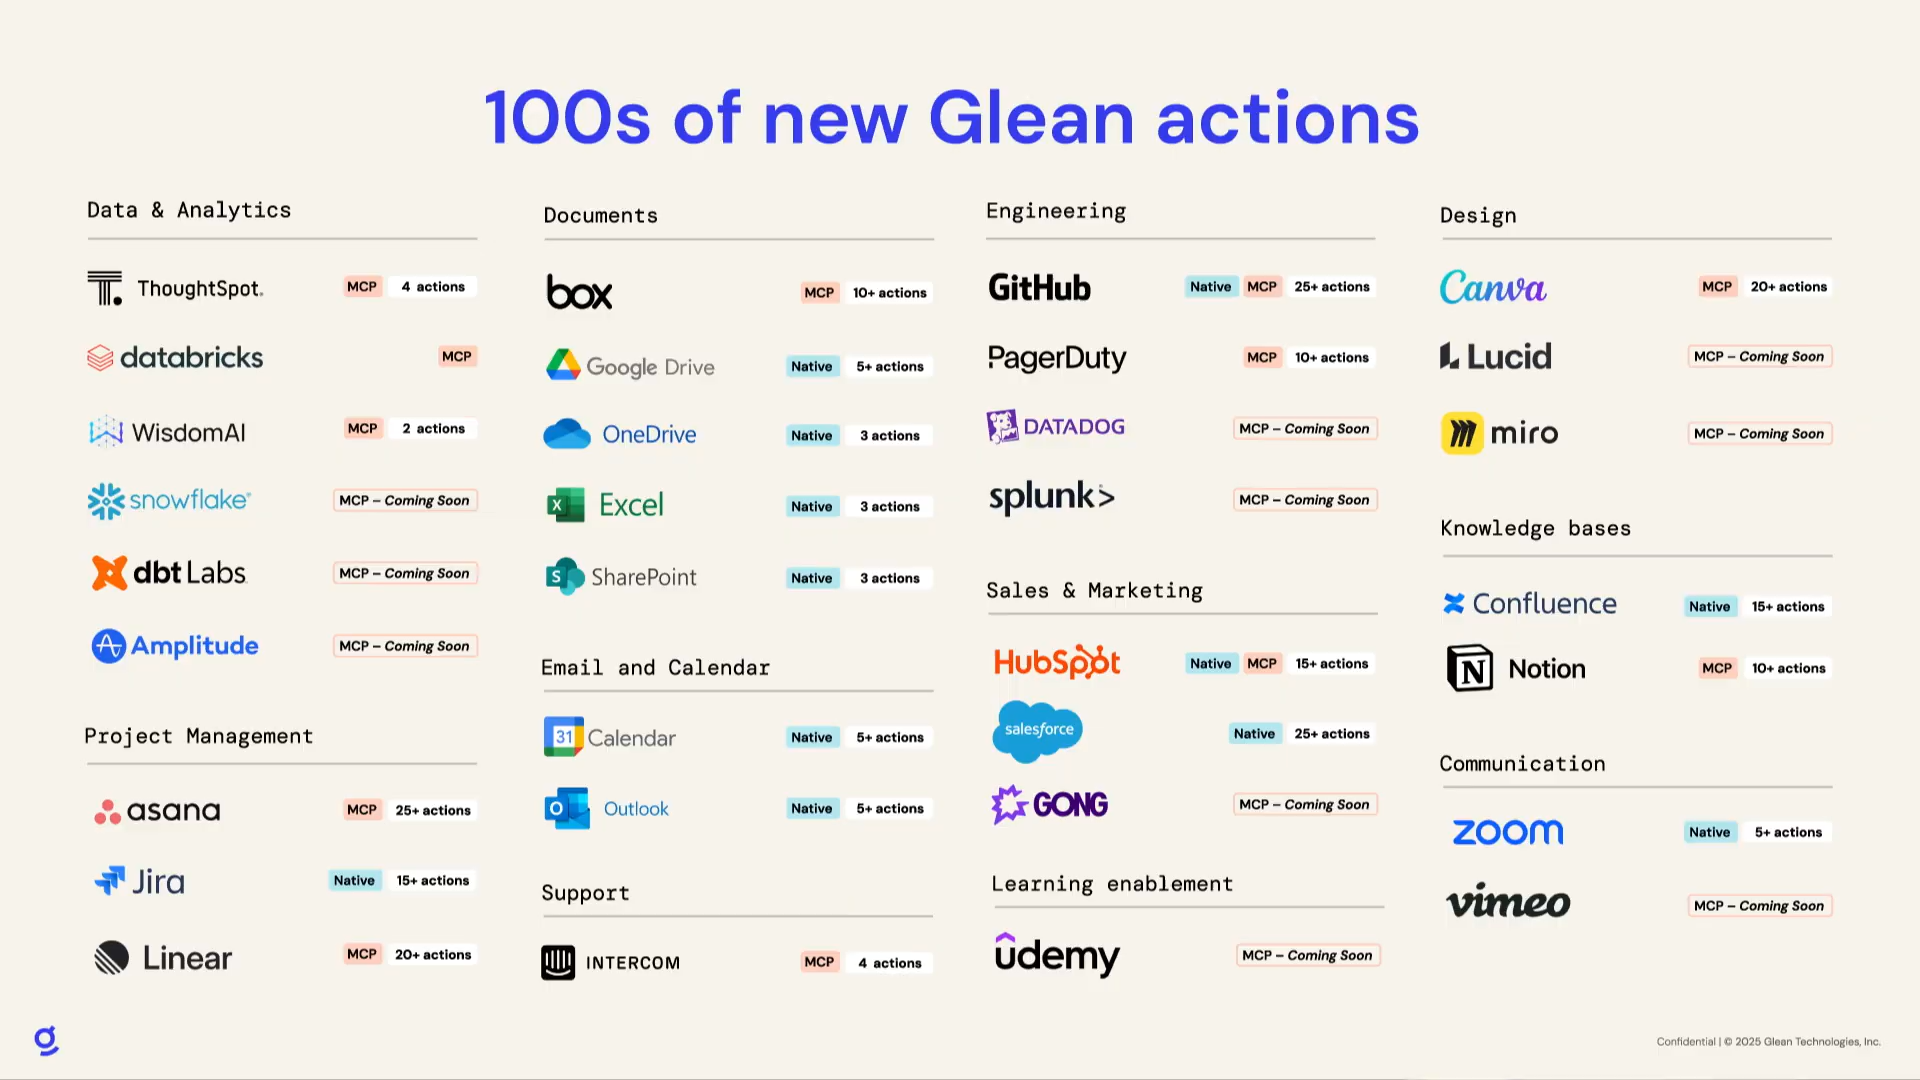 100s of new Glean actions
Data & Analytics
ThoughtSpot. MCP 4 actions
databricks MCP
WisdomAI MCP 2 actions
snowflake® MCP – Coming Soon
dbt Labs MCP – Coming Soon
Amplitude MCP – Coming Soon
Project Management
asana MCP 25+ actions
Jira Native 15+ actions
Linear MCP 20+ actions
Documents
box MCP 10+ actions
Google Drive Native 5+ actions
OneDrive Native 3 actions
X Excel Native 3 actions
S SharePoint Native 3 actions
Email and Calendar
31 Calendar Native 5+ actions
O Outlook Native 5+ actions
Support
INTERCOM MCP 4 actions
Engineering
GitHub Native MCP 25+ actions
PagerDuty MCP 10+ actions
DATADOG MCP – Coming Soon
splunk> MCP – Coming Soon
Sales & Marketing
HubSpot Native MCP 15+ actions
salesforce Native 25+ actions
GONG MCP – Coming Soon
Learning enablement
udemy MCP – Coming Soon
Design
Canva MCP 20+ actions
Lucid MCP – Coming Soon
miro MCP – Coming Soon
Knowledge bases
Confluence Native 15+ actions
N Notion MCP 10+ actions
Communication
zoom Native 5+ actions
vimeo MCP – Coming Soon
g
Confidential | © 2025 Glean Technologies, Inc.